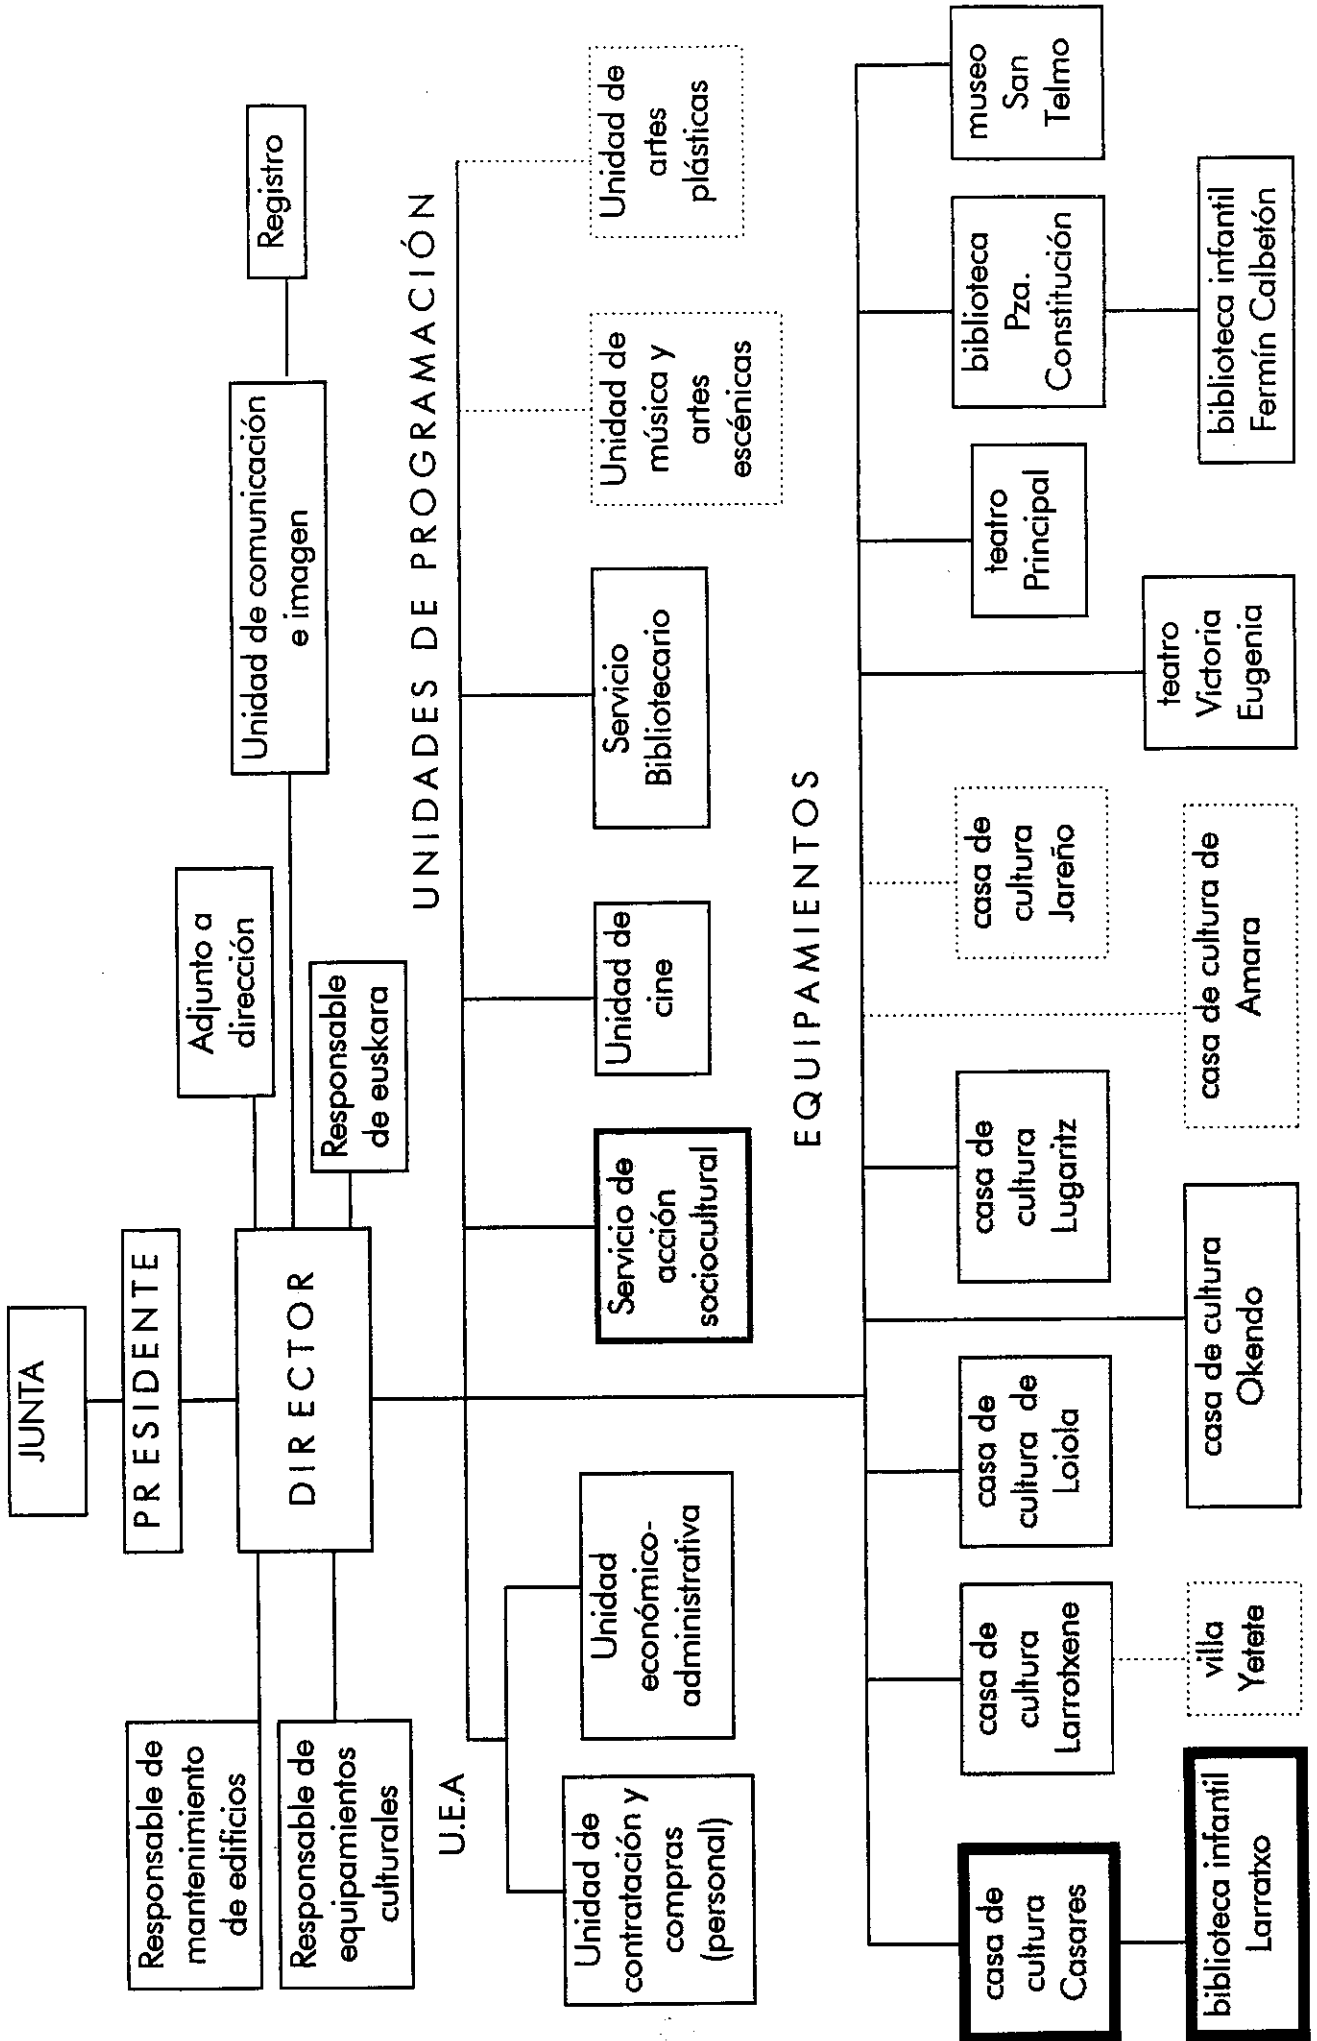 JUNTA
PRESIDENTE
DIRECTOR
Responsable de
mantenimiento
de edificios
Responsable de
equipamientos
culturales
Adjunto a
dirección
Unidad de comunicación
e imagen
Registro
Responsable
de euskara
U.E.A
UNIDADES DE PROGRAMACIÓN
Unidad de
contratación y
compras
(personal)
Unidad
económico-
administrativa
Servicio de
acción
sociocultural
Unidad de
cine
Servicio
Bibliotecario
Unidad de
música y
artes
escénicas
Unidad de
artes
plásticas
EQUIPAMIENTOS
casa de
cultura
Casares
casa de
cultura
Larrotxene
casa de
cultura de
Loiola
casa de
cultura
Lugaritz
casa de
cultura
Jareño
teatro
Principal
biblioteca
Pza.
Constitución
museo
San
Telmo
biblioteca infantil
Larratxo
villa
Yetete
casa de cultura
Okendo
casa de cultura de
Amara
teatro
Victoria
Eugenia
biblioteca infantil
Fermín Calbetón